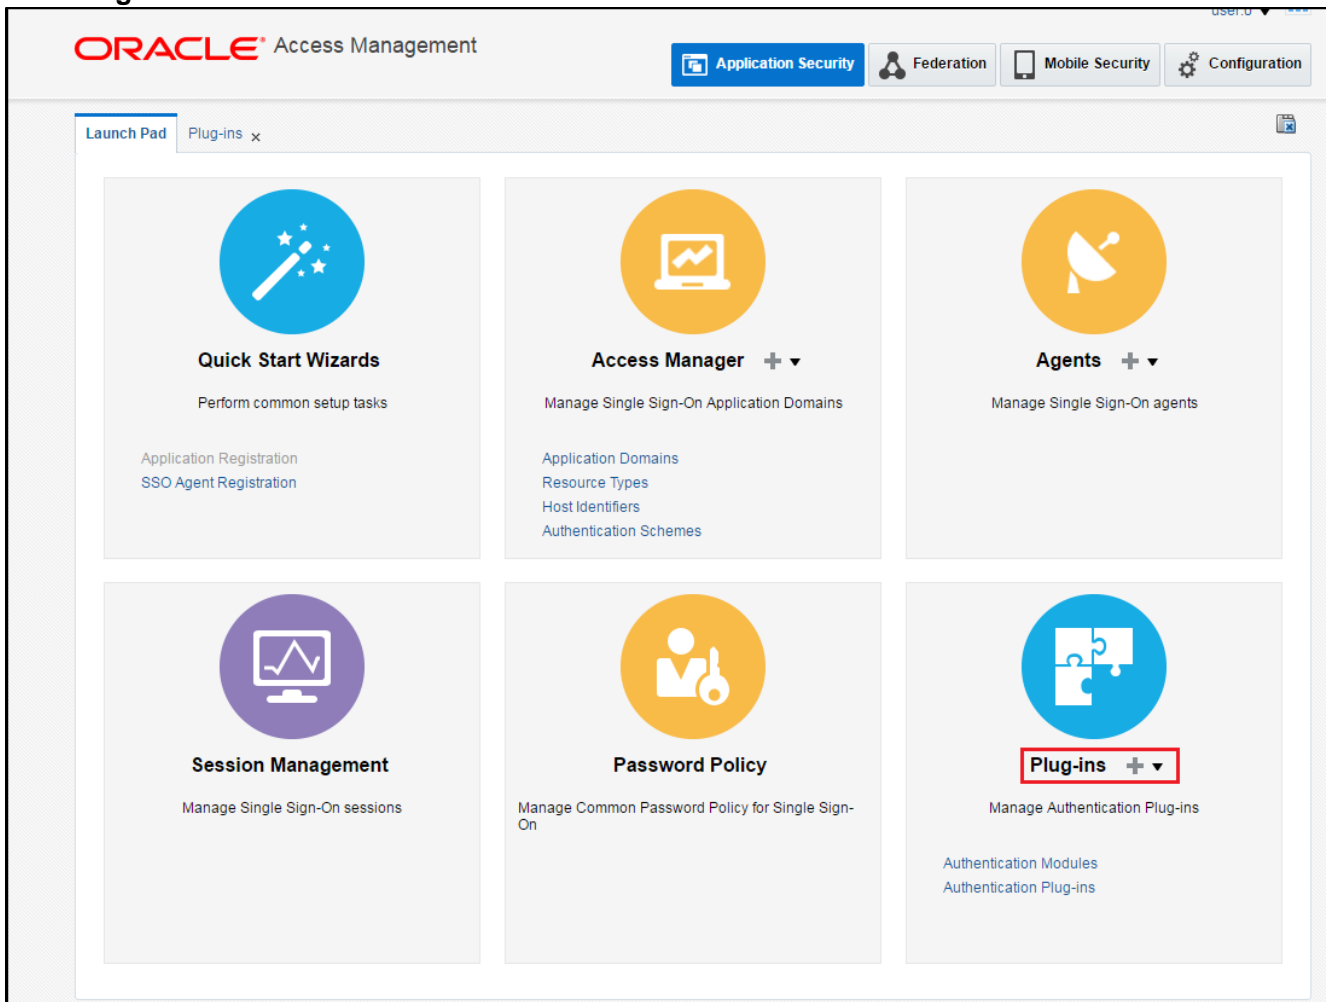 ORACLE® Access Management
Application Security
Federation
Mobile Security
Configuration
Launch Pad
Plug-ins x
Quick Start Wizards
Perform common setup tasks
Application Registration
SSO Agent Registration
Access Manager
Manage Single Sign-On Application Domains
Application Domains
Resource Types
Host Identifiers
Authentication Schemes
Agents
Manage Single Sign-On agents
Session Management
Manage Single Sign-On sessions
Password Policy
Manage Common Password Policy for Single Sign-
On
Plug-ins
Manage Authentication Plug-ins
Authentication Modules
Authentication Plug-ins